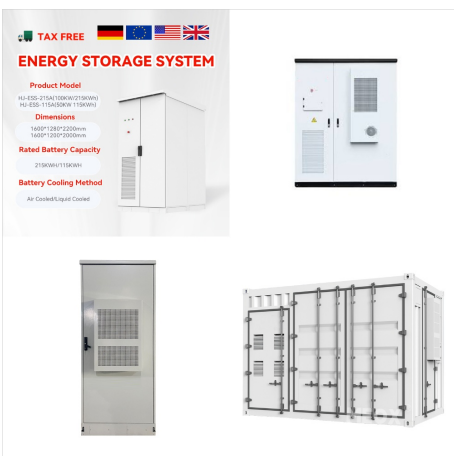 TAX FREE
ENERGY STORAGE SYSTEM
Product Model
HJ-ESS-215A(100KW/215KWh)
HJ-ESS-115A(50KW 115KWh)
Dimensions
1600*1280*2200mm
1600*1200*2000mm
Rated Battery Capacity
215KWH/115KWH
Battery Cooling Method
Air Cooled/Liquid Cooled